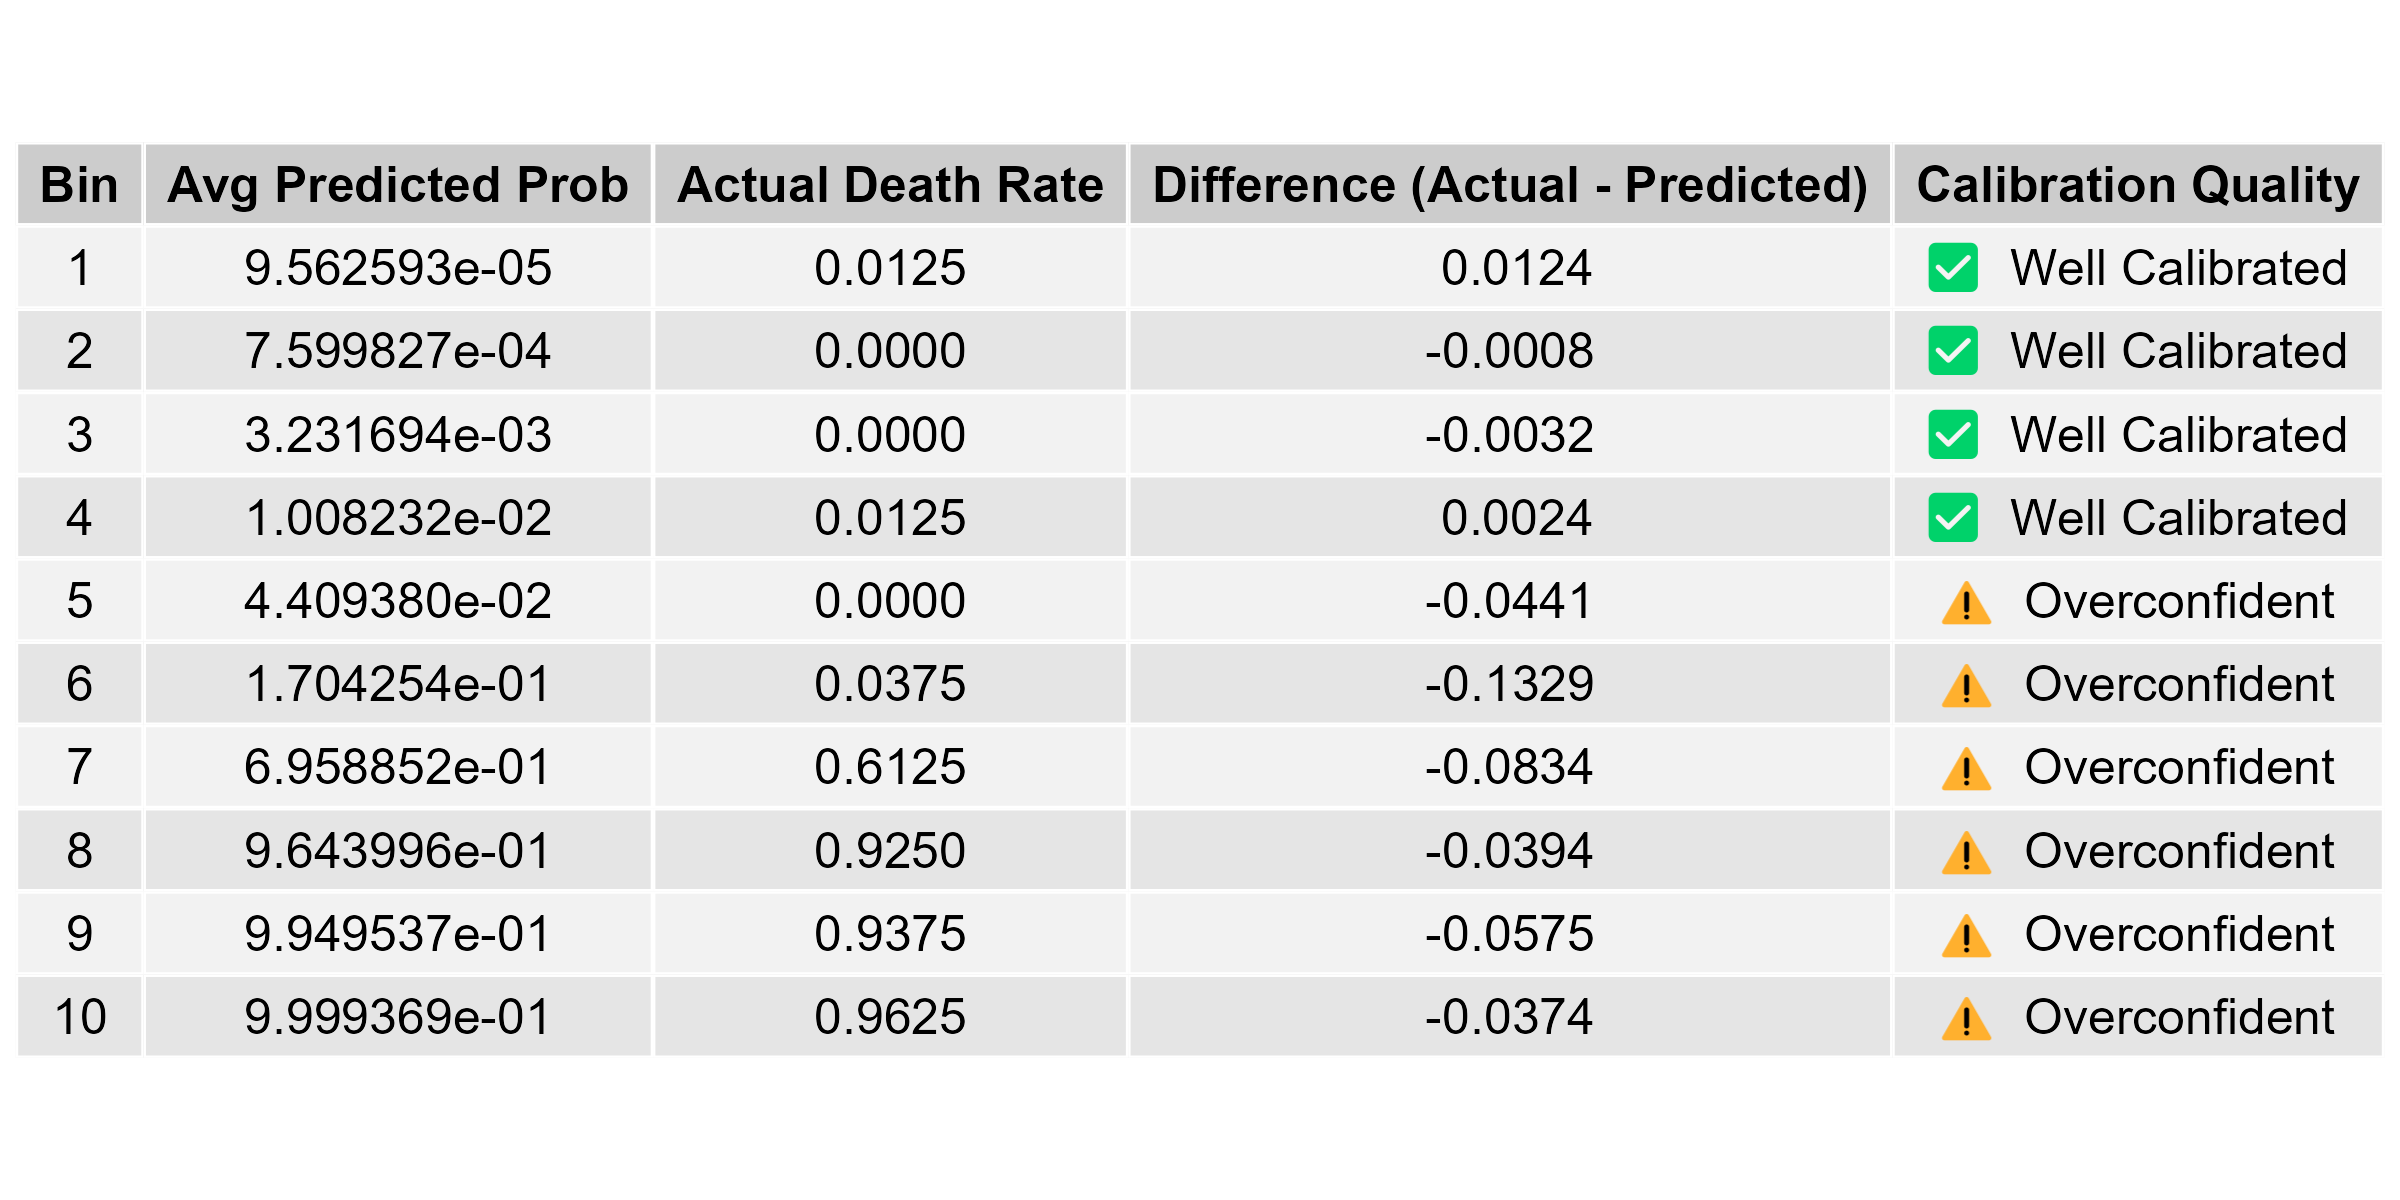 Bin Avg Predicted Prob Actual Death Rate Difference (Actual - Predicted) Calibration Quality
1 9.562593e-05 0.0125 0.0124 ✅ Well Calibrated
2 7.599827e-04 0.0000 -0.0008 ✅ Well Calibrated
3 3.231694e-03 0.0000 -0.0032 ✅ Well Calibrated
4 1.008232e-02 0.0125 0.0024 ✅ Well Calibrated
5 4.409380e-02 0.0000 -0.0441 ⚠️ Overconfident
6 1.704254e-01 0.0375 -0.1329 ⚠️ Overconfident
7 6.958852e-01 0.6125 -0.0834 ⚠️ Overconfident
8 9.643996e-01 0.9250 -0.0394 ⚠️ Overconfident
9 9.949537e-01 0.9375 -0.0575 ⚠️ Overconfident
10 9.999369e-01 0.9625 -0.0374 ⚠️ Overconfident